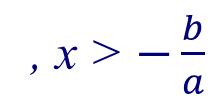 , x > − b/a